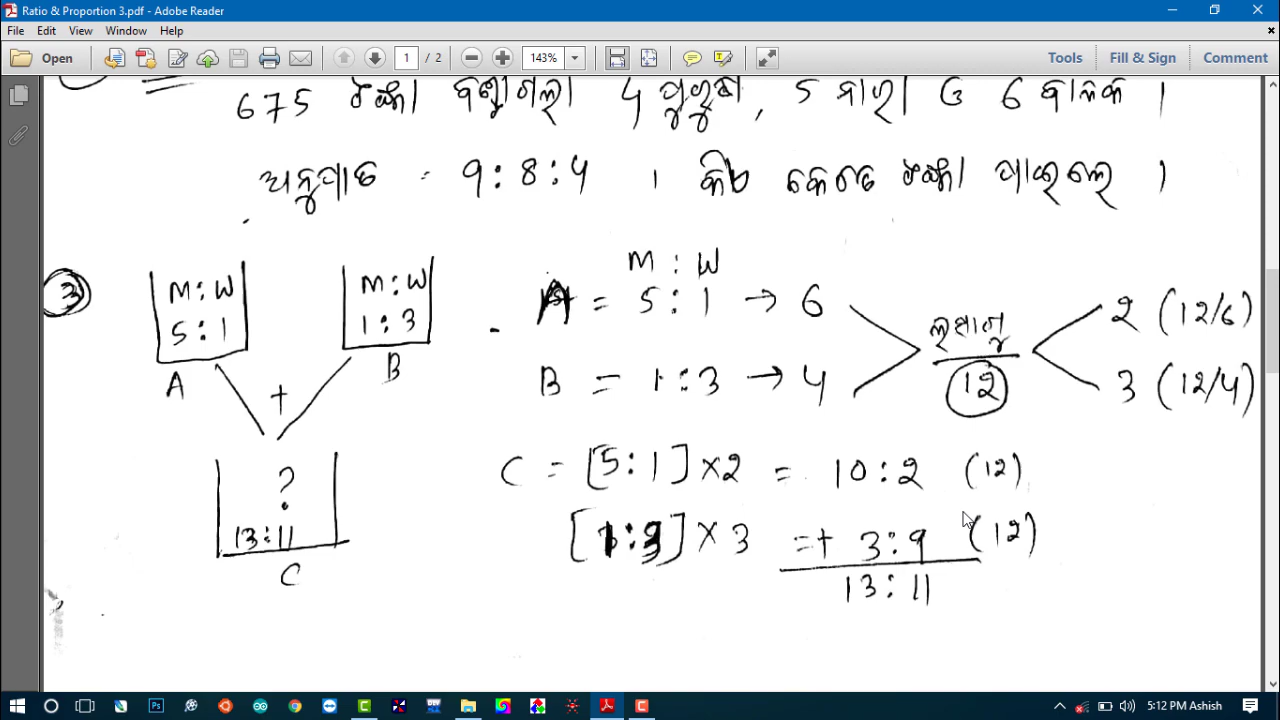 Ratio & Proportion 3.pdf - Adobe Reader
File Edit View Window Help
Open 1 / 2 143% Tools Fill & Sign Comment
675 ଟଙ୍କା ବଣ୍ଟାଗଲା 4 ପୁରୁଷ, 5 ନାରୀ ଓ 6 ବାଳକ ।
ଅନୁପାତ - 9:8:4 । କିଏ କେତେ ଟଙ୍କା ପାଇଲେ ।
3
M:W M:W
5:1 1:3
A B
+
?
13:11
C
M : W
A = 5:1 → 6
B = 1:3 → 4
ଲସାଗୁ
12
2 (12/6)
3 (12/4)
C = [5:1] ×2 = 10:2 (12)
[1:3] × 3 =+ 3:9 (12)
13:11
5:12 PM Ashish